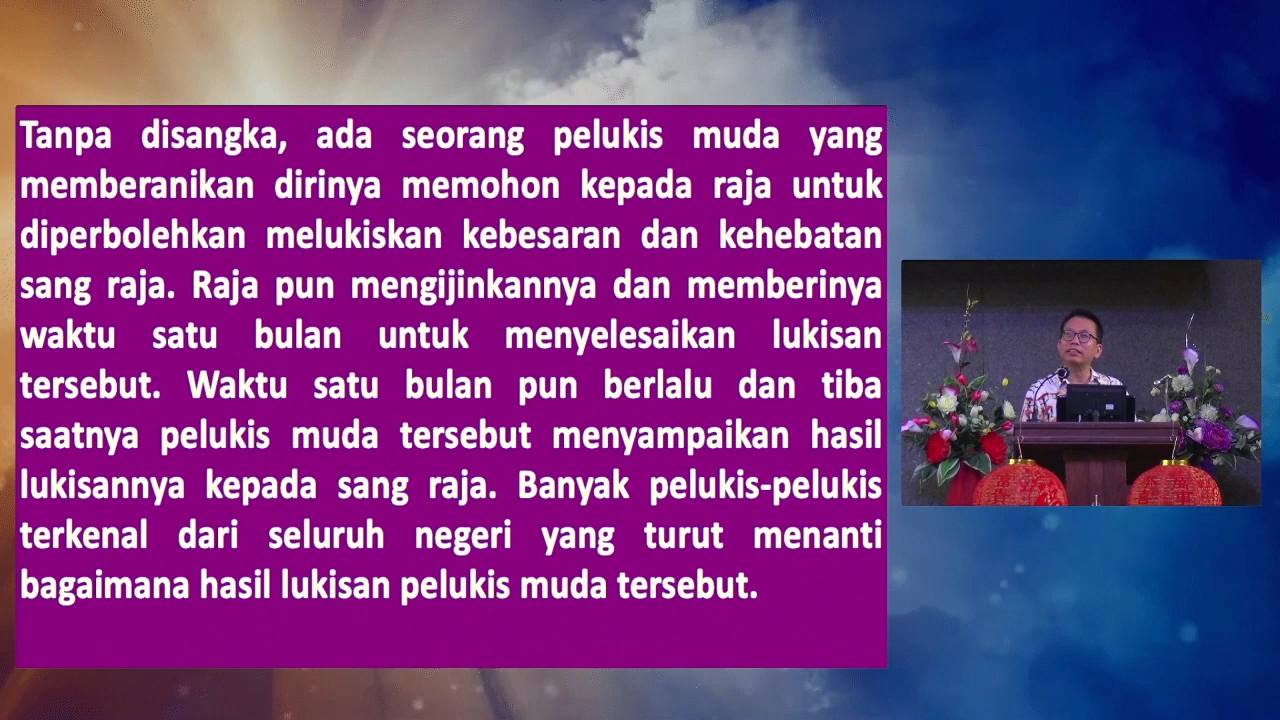 Tanpa disangka, ada seorang pelukis muda yang
memberanikan dirinya memohon kepada raja untuk
diperbolehkan melukiskan kebesaran dan kehebatan
sang raja. Raja pun mengijinkannya dan memberinya
waktu satu bulan untuk menyelesaikan lukisan
tersebut. Waktu satu bulan pun berlalu dan tiba
saatnya pelukis muda tersebut menyampaikan hasil
lukisannya kepada sang raja. Banyak pelukis-pelukis
terkenal dari seluruh negeri yang turut menanti
bagaimana hasil lukisan pelukis muda tersebut.